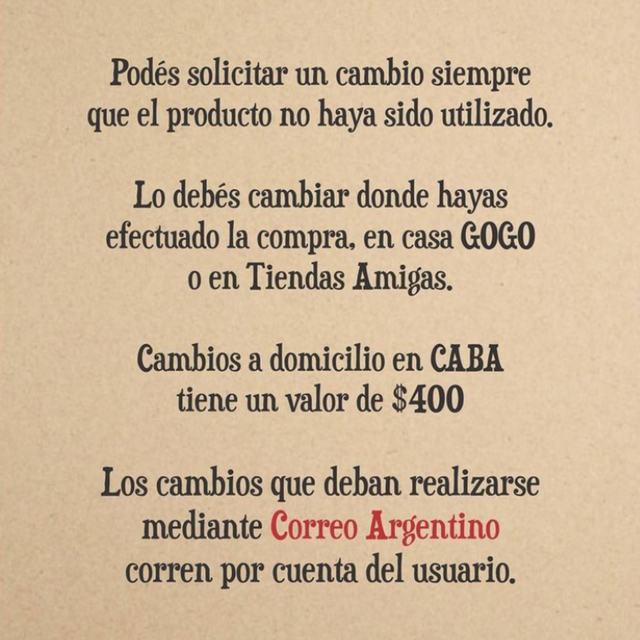 Podés solicitar un cambio siempre
que el producto no haya sido utilizado.
Lo debés cambiar donde hayas
efectuado la compra, en casa GOGO
o en Tiendas Amigas.
Cambios a domicilio en CABA
tiene un valor de $400
Los cambios que deban realizarse
mediante Correo Argentino
corren por cuenta del usuario.